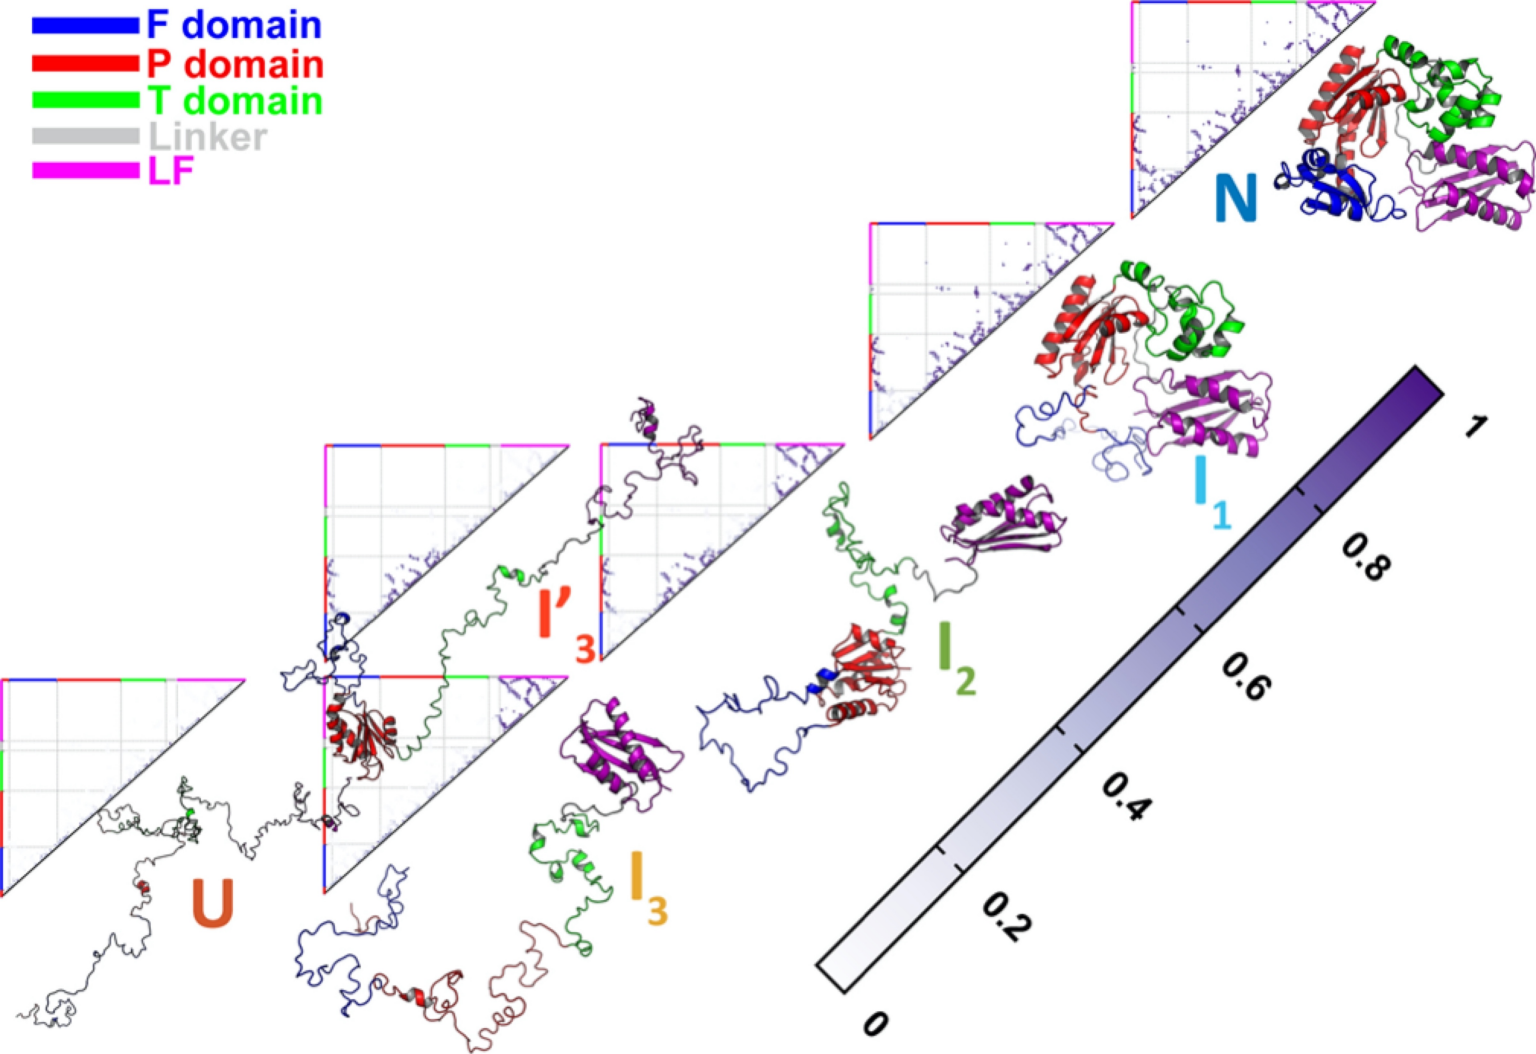 F domain
P domain
T domain
Linker
LF
N
I1
1
0.8
I'3
I2
0.6
0.4
U
I3
0.2
0